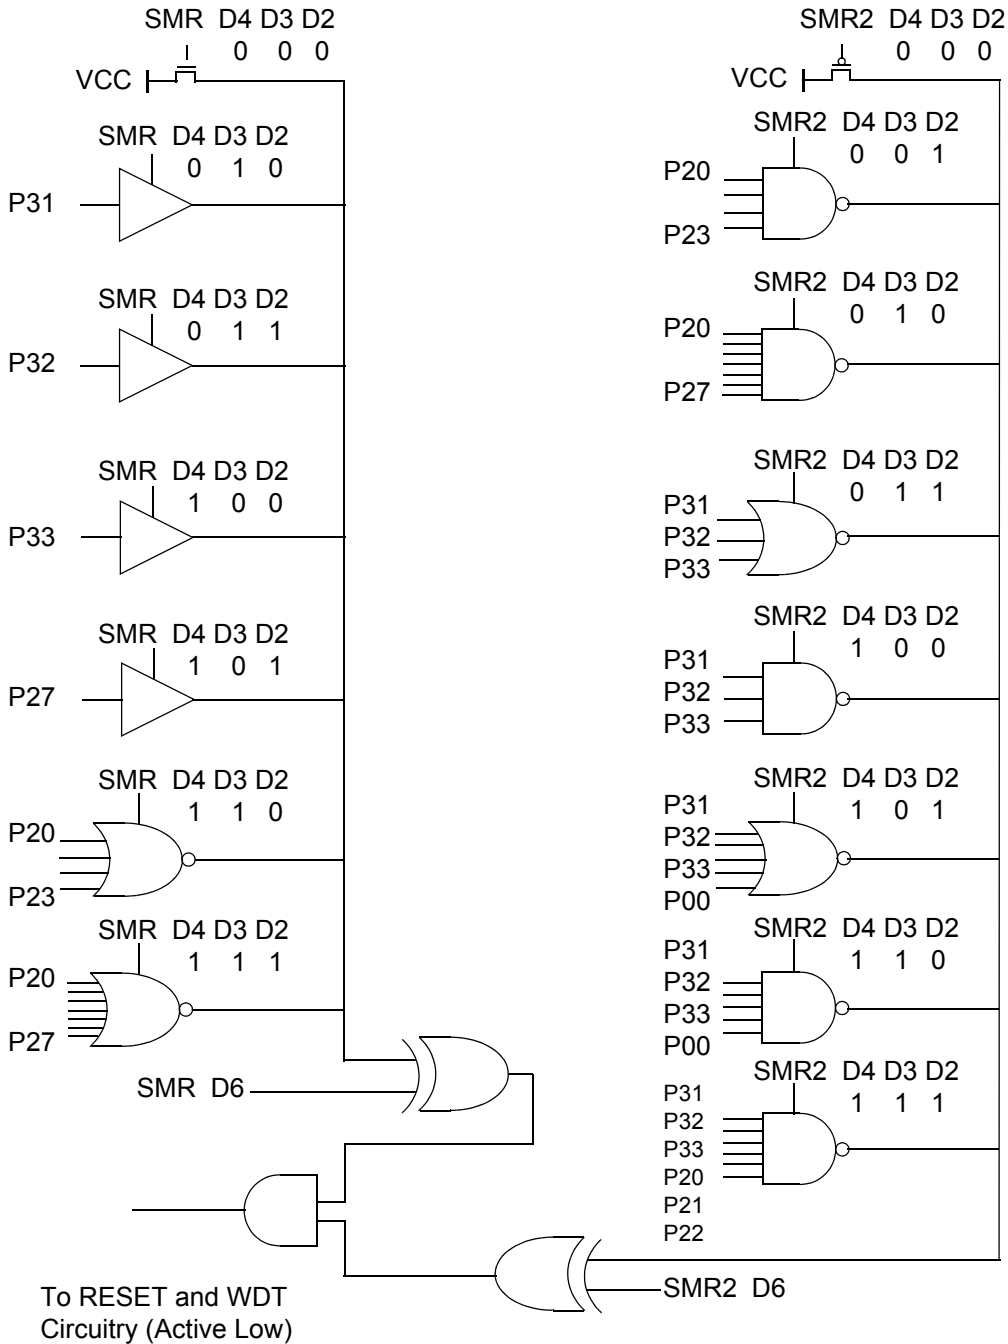 SMR D4 D3 D2
0 0 0
VCC
SMR D4 D3 D2
0 1 0
P31
SMR D4 D3 D2
0 1 1
P32
SMR D4 D3 D2
1 0 0
P33
SMR D4 D3 D2
1 0 1
P27
SMR D4 D3 D2
1 1 0
P20
P23
SMR D4 D3 D2
1 1 1
P20
P27
SMR D6
To RESET and WDT
Circuitry (Active Low)
SMR2 D4 D3 D2
0 0 0
VCC
SMR2 D4 D3 D2
0 0 1
P20
P23
SMR2 D4 D3 D2
0 1 0
P20
P27
SMR2 D4 D3 D2
0 1 1
P31
P32
P33
SMR2 D4 D3 D2
1 0 0
P31
P32
P33
SMR2 D4 D3 D2
1 0 1
P31
P32
P33
P00
SMR2 D4 D3 D2
1 1 0
P31
P32
P33
P00
SMR2 D4 D3 D2
1 1 1
P31
P32
P33
P20
P21
P22
SMR2 D6